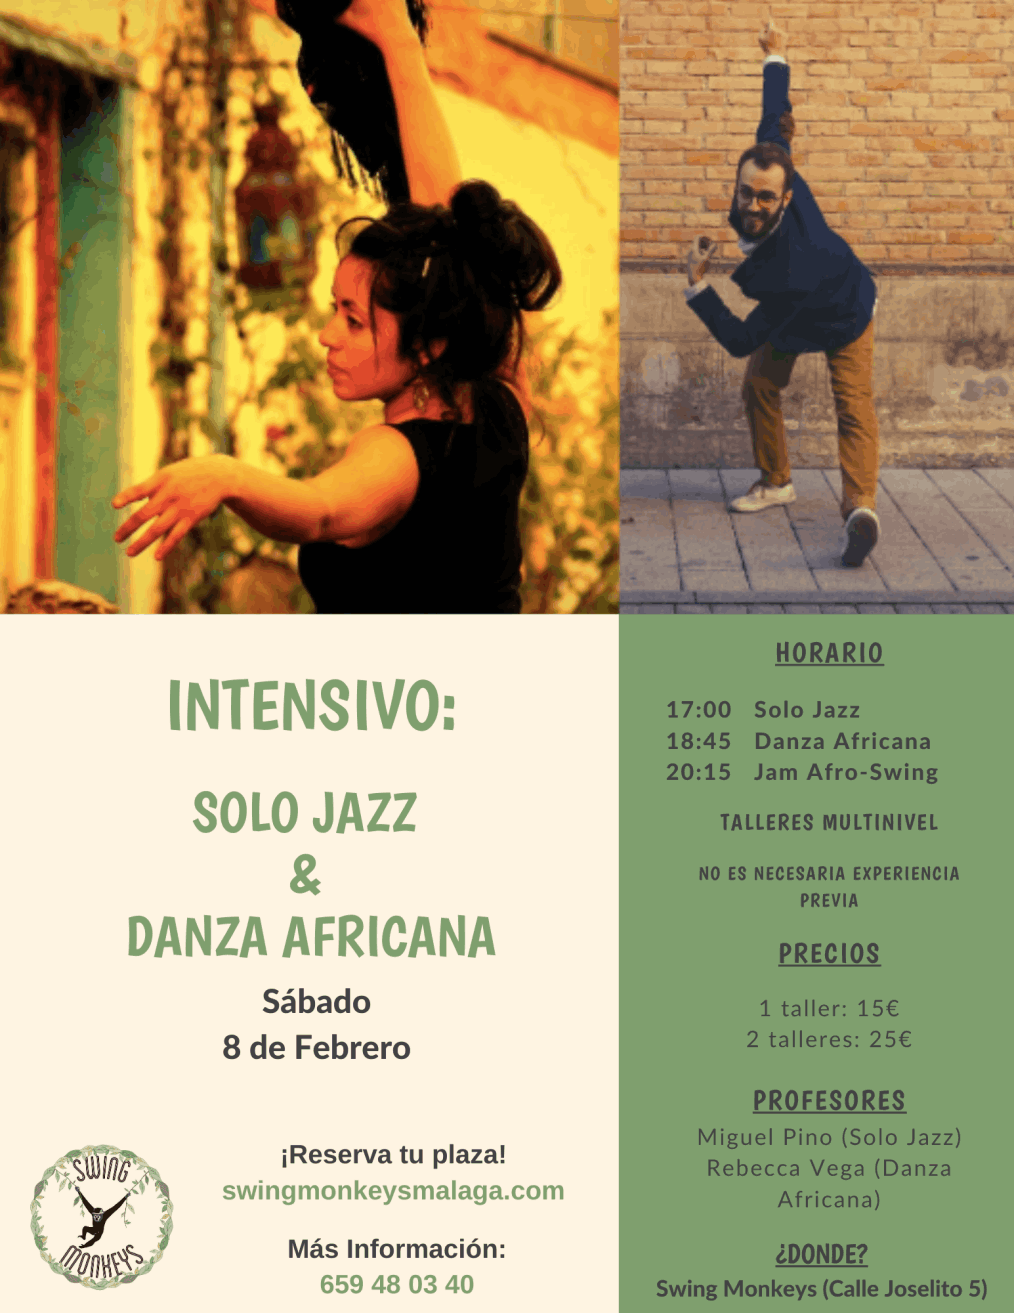 INTENSIVO:
SOLO JAZZ
&
DANZA AFRICANA
Sábado
8 de Febrero
¡Reserva tu plaza!
swingmonkeysmalaga.com
Más Información:
659 48 03 40
SWING
MONKEYS
HORARIO
17:00 Solo Jazz
18:45 Danza Africana
20:15 Jam Afro-Swing
TALLERES MULTINIVEL
NO ES NECESARIA EXPERIENCIA
PREVIA
PRECIOS
1 taller: 15€
2 talleres: 25€
PROFESORES
Miguel Pino (Solo Jazz)
Rebecca Vega (Danza
Africana)
¿DONDE?
Swing Monkeys (Calle Joselito 5)